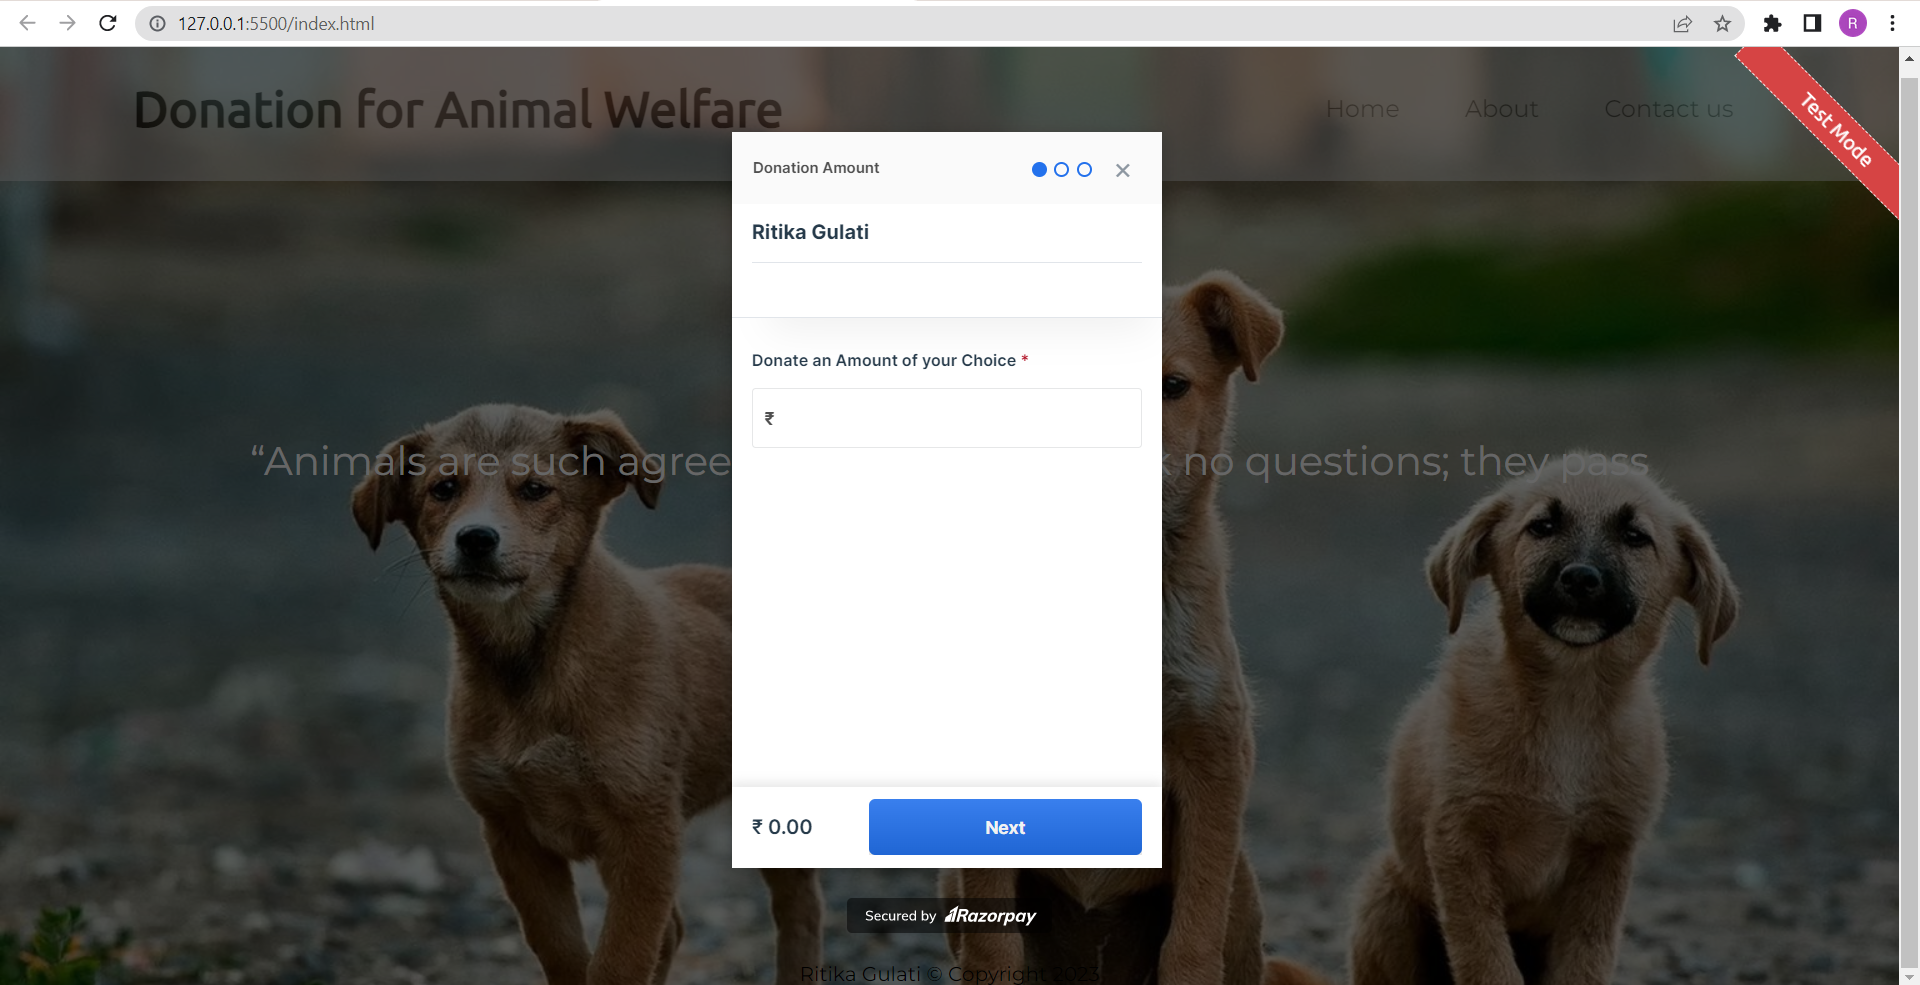 127.0.0.1:5500/index.html
R
Donation for Animal Welfare
Home
About
Contact us
Test Mode
Donation Amount
Ritika Gulati
Donate an Amount of your Choice *
₹
“Animals are such agree
no questions; they pass
₹ 0.00
Next
Secured by Razorpay
Ritika Gulati © Copyright 2023